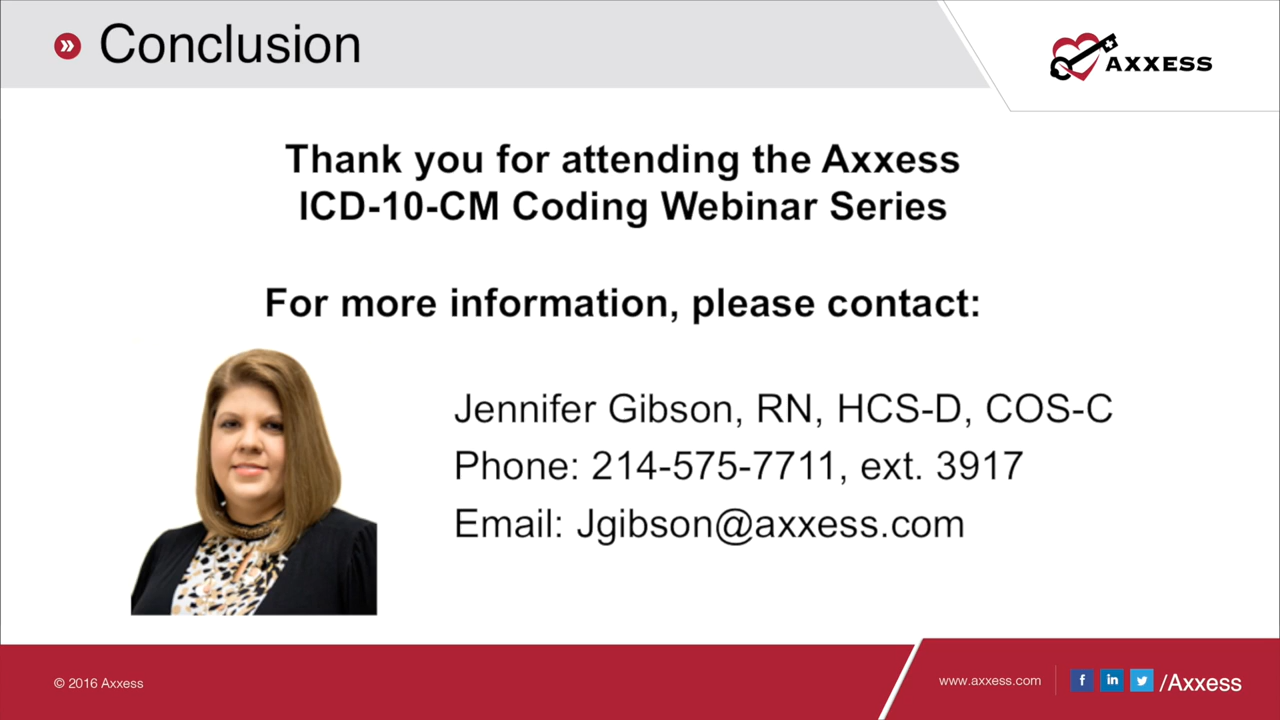 Conclusion
AXXESS
Thank you for attending the Axxess
ICD-10-CM Coding Webinar Series
For more information, please contact:
Jennifer Gibson, RN, HCS-D, COS-C
Phone: 214-575-7711, ext. 3917
Email: Jgibson@axxess.com
© 2016 Axxess
www.axxess.com
f in /Axxess